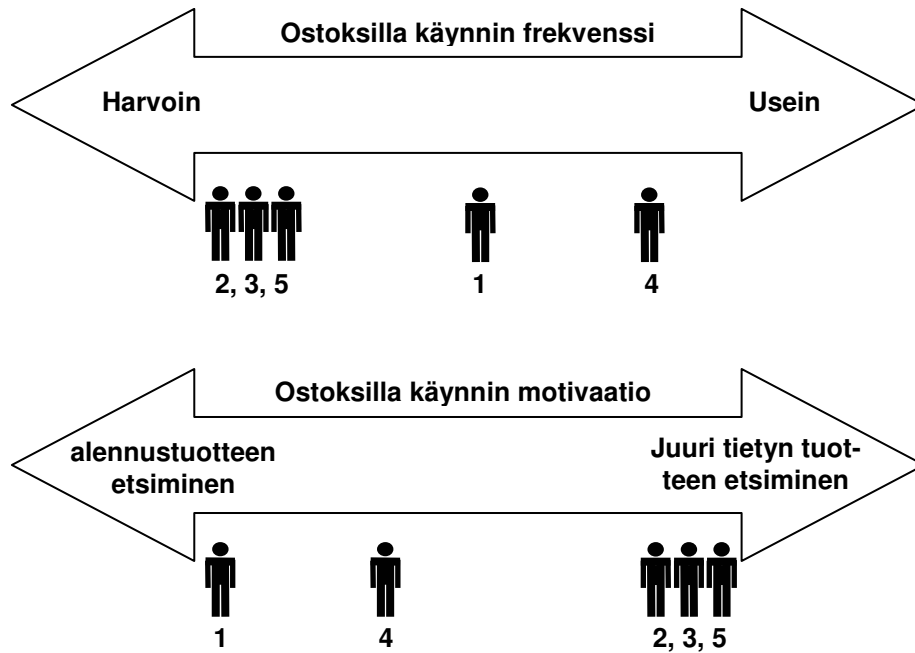 Ostoksilla käynnin frekvenssi
Harvoin
Usein
2, 3, 5
1
4
Ostoksilla käynnin motivaatio
alennustuotteen
etsiminen
Juuri tietyn tuot-
teen etsiminen
1
4
2, 3, 5